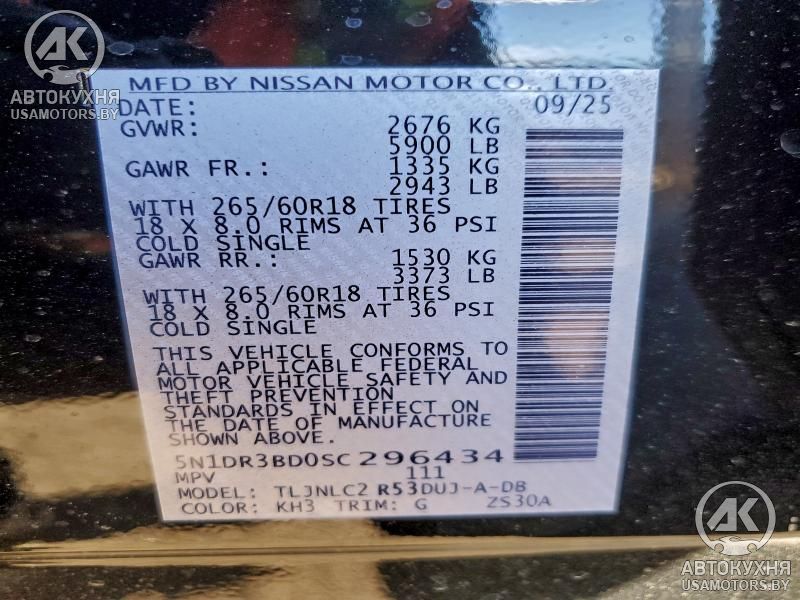 АК
АВТОКУХНЯ
USAMOTORS.BY
MFD BY NISSAN MOTOR CO., LTD.
DATE: 09/25
GVWR: 2676 KG
5900 LB
GAWR FR.: 1335 KG
2943 LB
WITH 265/60R18 TIRES
18 X 8.0 RIMS AT 36 PSI
COLD SINGLE
GAWR RR.: 1530 KG
3373 LB
WITH 265/60R18 TIRES
18 X 8.0 RIMS AT 36 PSI
COLD SINGLE
THIS VEHICLE CONFORMS TO
ALL APPLICABLE FEDERAL
MOTOR VEHICLE SAFETY AND
THEFT PREVENTION
STANDARDS IN EFFECT ON
THE DATE OF MANUFACTURE
SHOWN ABOVE
5N1DR3BD0SC296434
MPV 111
MODEL: TLJNLC2 R53DUJ-A-DB
COLOR: KH3 TRIM: G ZS30A
АК
АВТОКУХНЯ
USAMOTORS.BY